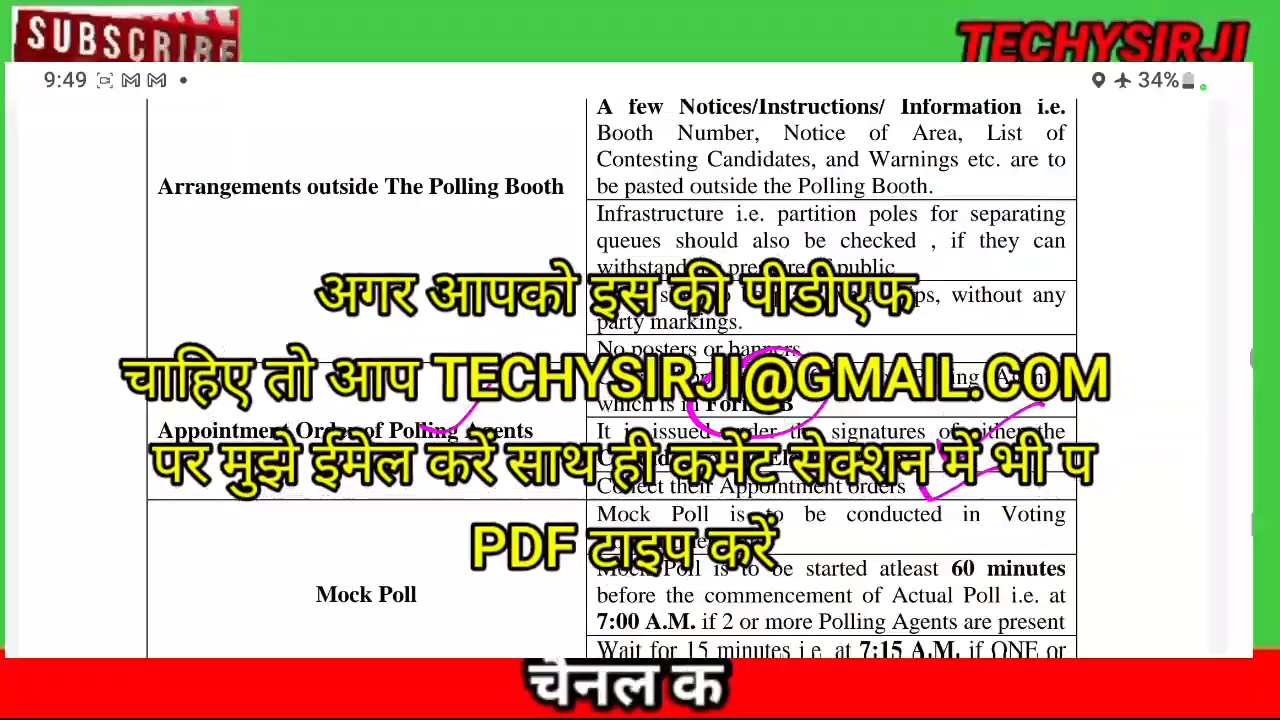 SUBSCRIBE
TECHYSIRJI
9:49
34%
A few Notices/Instructions/ Information i.e.
Booth Number, Notice of Area, List of
Contesting Candidates, and Warnings etc. are to
be pasted outside the Polling Booth.
Arrangements outside The Polling Booth
Infrastructure i.e. partition poles for separating
queues should also be checked , if they can
withstand public
अगर आपको इस की पीडीएफ
without any
party markings.
No posters or banners
चाहिए तो आप TECHYSIRJI@GMAIL.COM
which is in
Appointment Order of Polling Agents
It is issued under the signatures of either the
पर मुझे ईमेल करें साथ ही कमेंट सेक्शन में भी प
Collect their Appointment orders
Mock Poll is to be conducted in Voting
PDF टाइप करें
Mock Poll is to be started atleast 60 minutes
before the commencement of Actual Poll i.e. at
Mock Poll
7:00 A.M. if 2 or more Polling Agents are present
Wait for 15 minutes i.e. at 7:15 A.M. if ONE or
चैनल क